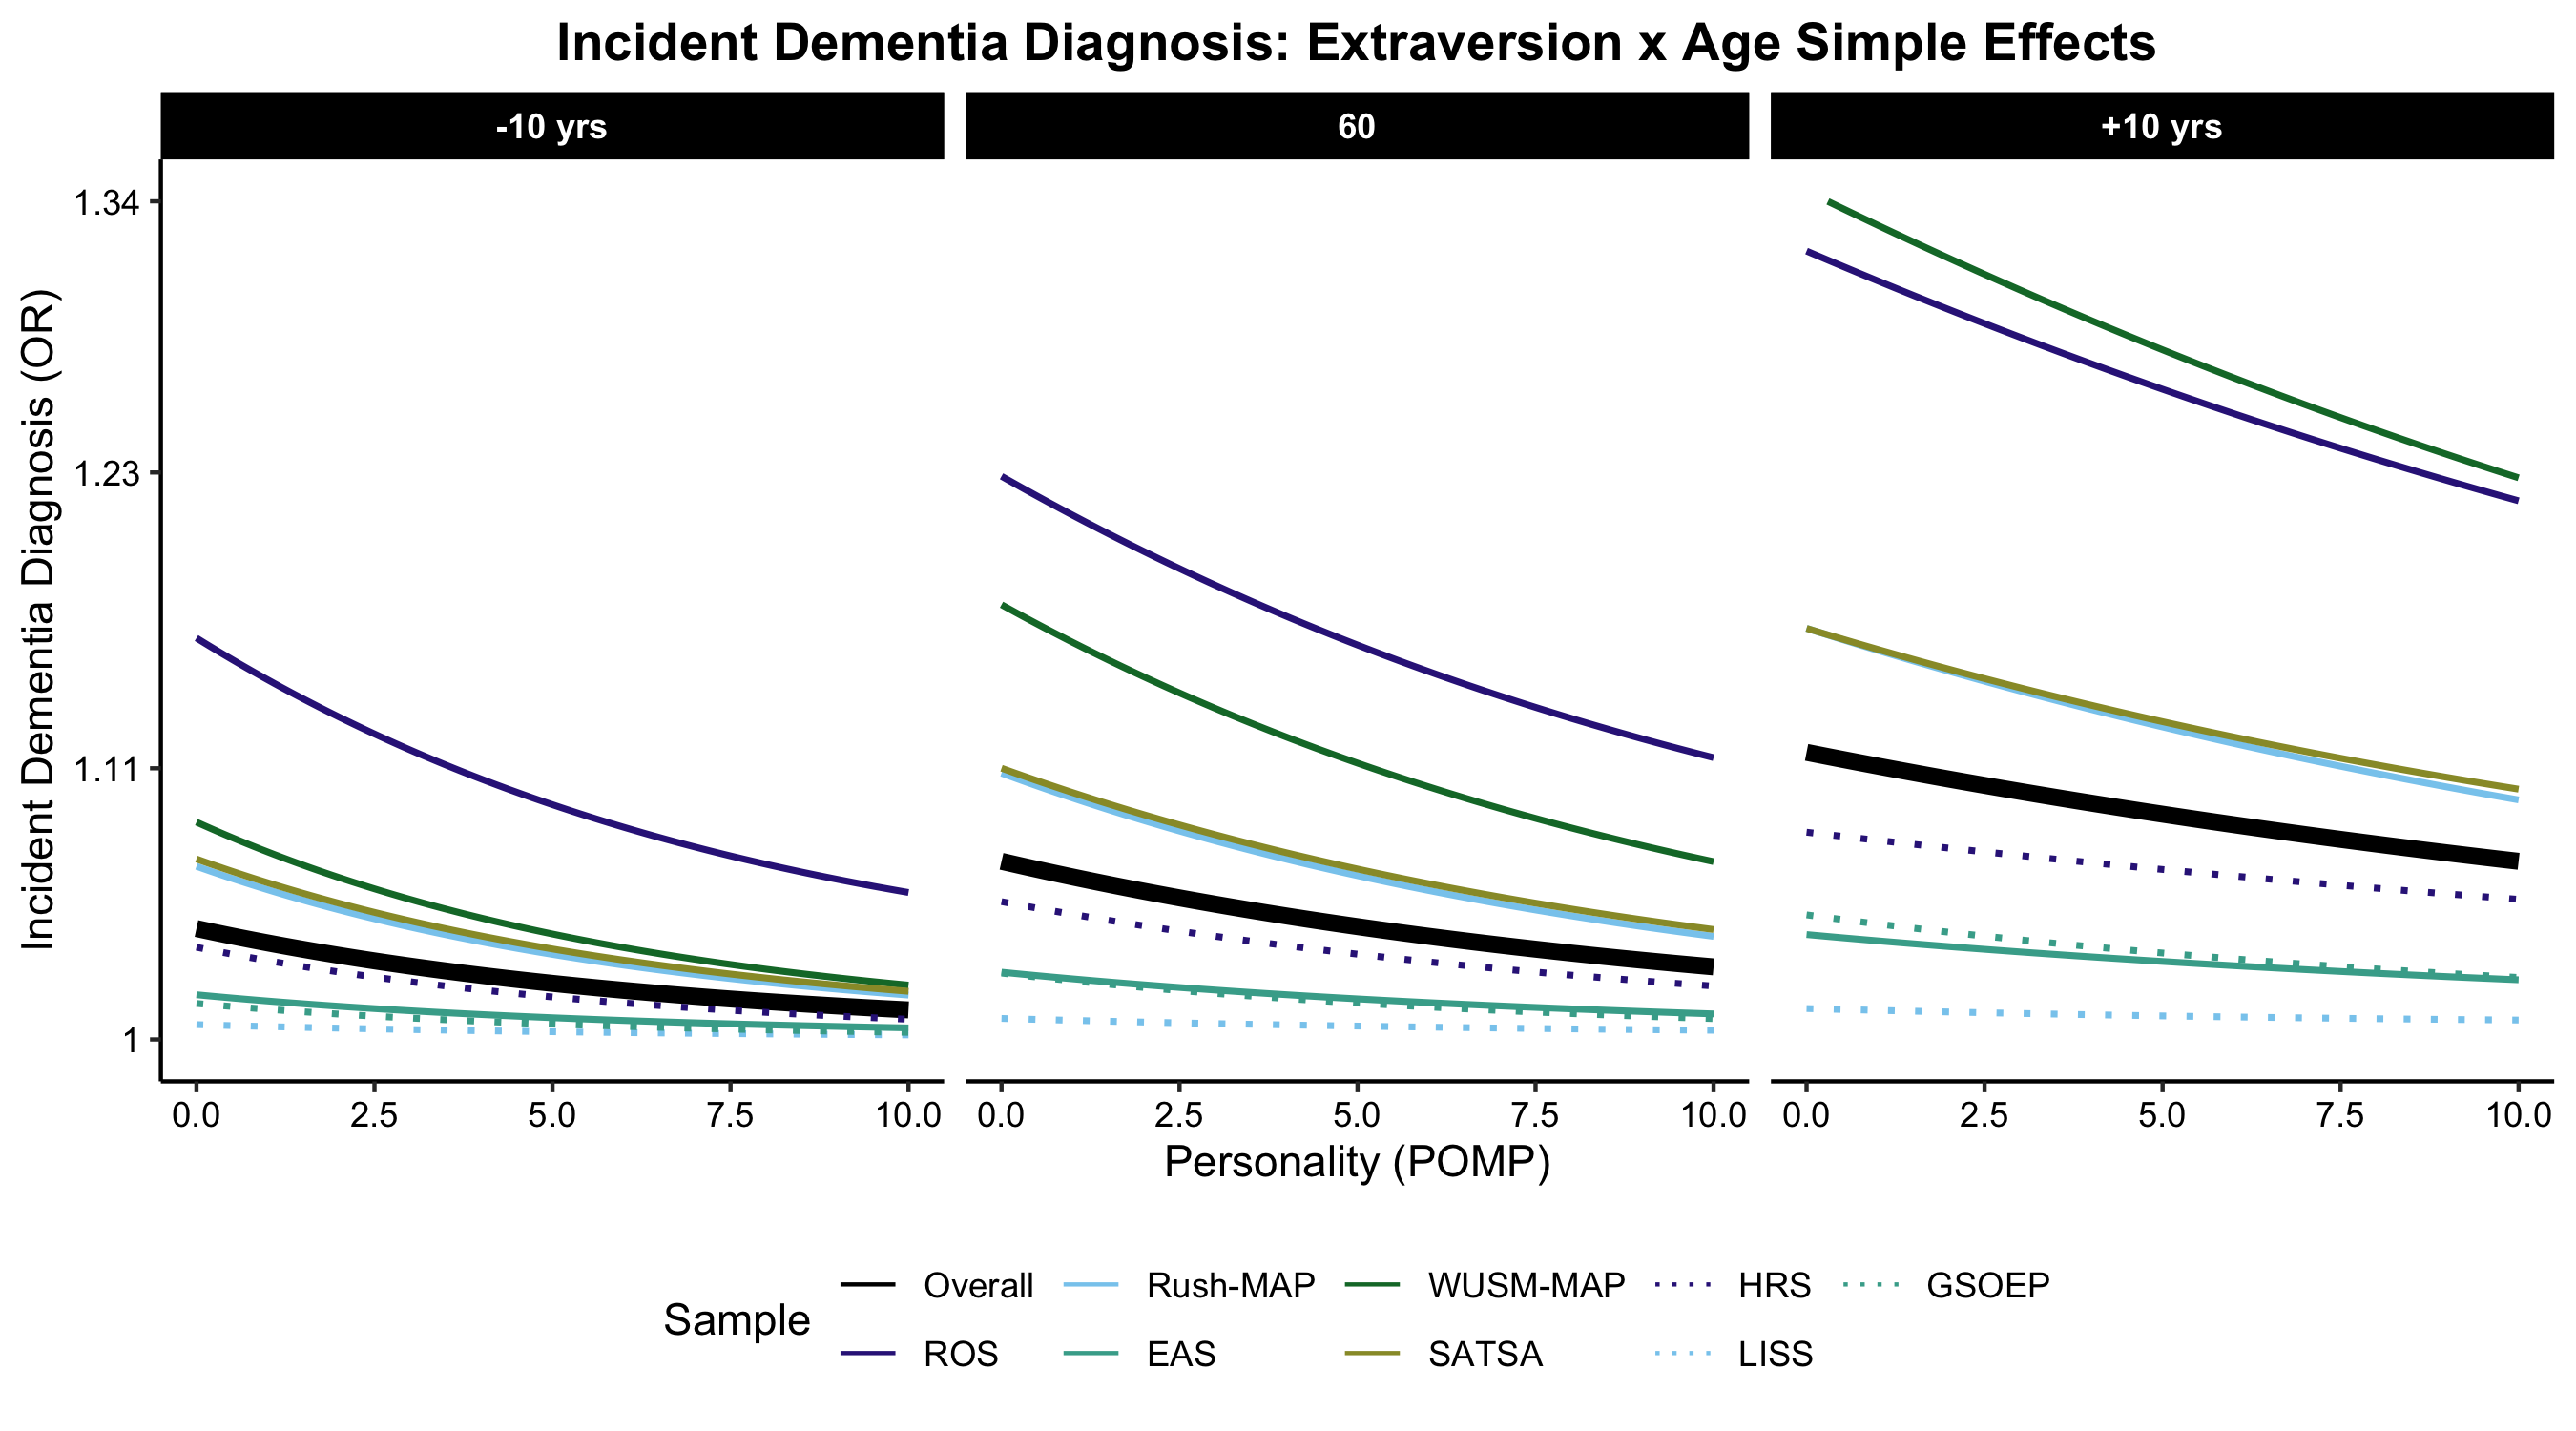 Incident Dementia Diagnosis: Extraversion x Age Simple Effects
-10 yrs 60 +10 yrs
Incident Dementia Diagnosis (OR)
1.34
1.23
1.11
1
0.0 2.5 5.0 7.5 10.0 0.0 2.5 5.0 7.5 10.0 0.0 2.5 5.0 7.5 10.0
Personality (POMP)
Sample
Overall Rush-MAP WUSM-MAP HRS GSOEP
ROS EAS SATSA LISS